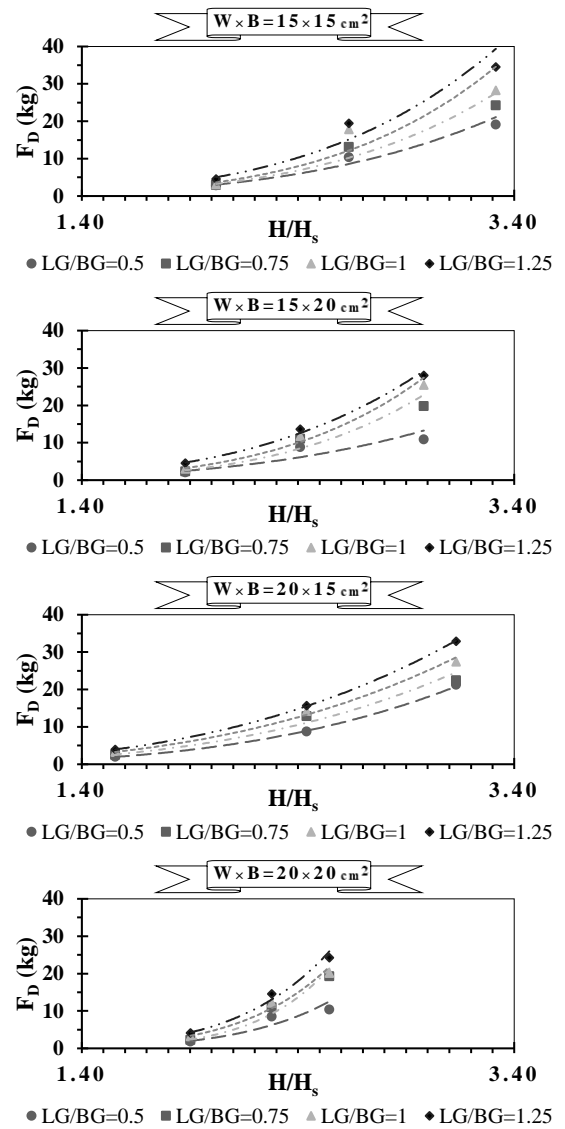 W × B = 15 × 15 cm²
40
30
20
10
0
F_D (kg)
1.40 3.40
H/H_s
LG/BG=0.5 LG/BG=0.75 LG/BG=1 LG/BG=1.25
W × B = 15 × 20 cm²
40
30
20
10
0
F_D (kg)
1.40 3.40
H/H_s
LG/BG=0.5 LG/BG=0.75 LG/BG=1 LG/BG=1.25
W × B = 20 × 15 cm²
40
30
20
10
0
F_D (kg)
1.40 3.40
H/H_s
LG/BG=0.5 LG/BG=0.75 LG/BG=1 LG/BG=1.25
W × B = 20 × 20 cm²
40
30
20
10
0
F_D (kg)
1.40 3.40
H/H_s
LG/BG=0.5 LG/BG=0.75 LG/BG=1 LG/BG=1.25